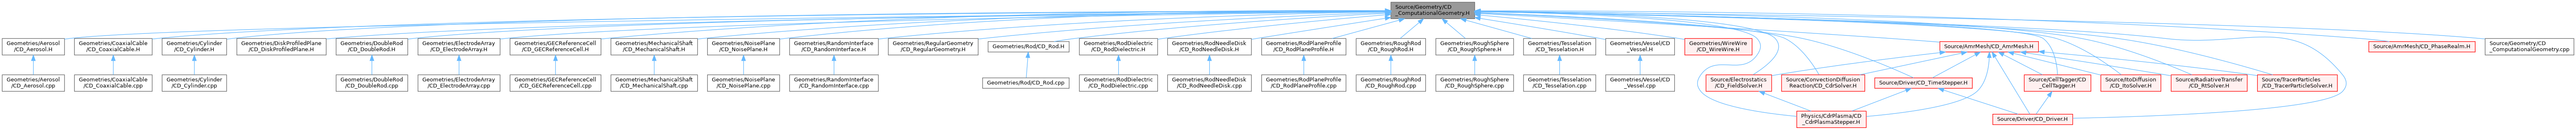 Source/Geometry/CD
_ComputationalGeometry.H
Geometries/Aerosol
/CD_Aerosol.H
Geometries/CoaxialCable
/CD_CoaxialCable.H
Geometries/Cylinder
/CD_Cylinder.H
Geometries/DiskProfiledPlane
/CD_DiskProfiledPlane.H
Geometries/DoubleRod
/CD_DoubleRod.H
Geometries/ElectrodeArray
/CD_ElectrodeArray.H
Geometries/GECReferenceCell
/CD_GECReferenceCell.H
Geometries/MechanicalShaft
/CD_MechanicalShaft.H
Geometries/NoisePlane
/CD_NoisePlane.H
Geometries/RandomInterface
/CD_RandomInterface.H
Geometries/RegularGeometry
/CD_RegularGeometry.H
Geometries/Rod/CD_Rod.H
Geometries/RodDielectric
/CD_RodDielectric.H
Geometries/RodNeedleDisk
/CD_RodNeedleDisk.H
Geometries/RodPlaneProfile
/CD_RodPlaneProfile.H
Geometries/RoughRod
/CD_RoughRod.H
Geometries/RoughSphere
/CD_RoughSphere.H
Geometries/Tesselation
/CD_Tesselation.H
Geometries/Vessel/CD
_Vessel.H
Geometries/WireWire
/CD_WireWire.H
Source/AmrMesh/CD_AmrMesh.H
Source/AmrMesh/CD_PhaseRealm.H
Source/Geometry/CD
_ComputationalGeometry.cpp
Geometries/Aerosol
/CD_Aerosol.cpp
Geometries/CoaxialCable
/CD_CoaxialCable.cpp
Geometries/Cylinder
/CD_Cylinder.cpp
Geometries/DoubleRod
/CD_DoubleRod.cpp
Geometries/ElectrodeArray
/CD_ElectrodeArray.cpp
Geometries/GECReferenceCell
/CD_GECReferenceCell.cpp
Geometries/MechanicalShaft
/CD_MechanicalShaft.cpp
Geometries/NoisePlane
/CD_NoisePlane.cpp
Geometries/RandomInterface
/CD_RandomInterface.cpp
Geometries/Rod/CD_Rod.cpp
Geometries/RodDielectric
/CD_RodDielectric.cpp
Geometries/RodNeedleDisk
/CD_RodNeedleDisk.cpp
Geometries/RodPlaneProfile
/CD_RodPlaneProfile.cpp
Geometries/RoughRod
/CD_RoughRod.cpp
Geometries/RoughSphere
/CD_RoughSphere.cpp
Geometries/Tesselation
/CD_Tesselation.cpp
Geometries/Vessel/CD
_Vessel.cpp
Source/Electrostatics
/CD_FieldSolver.H
Source/ConvectionDiffusion
Reaction/CD_CdrSolver.H
Source/Driver/CD_TimeStepper.H
Source/CellTagger/CD
_CellTagger.H
Source/ItoDiffusion
/CD_ItoSolver.H
Source/RadiativeTransfer
/CD_RtSolver.H
Source/TracerParticles
/CD_TracerParticleSolver.H
Physics/CdrPlasma/CD
_CdrPlasmaStepper.H
Source/Driver/CD_Driver.H